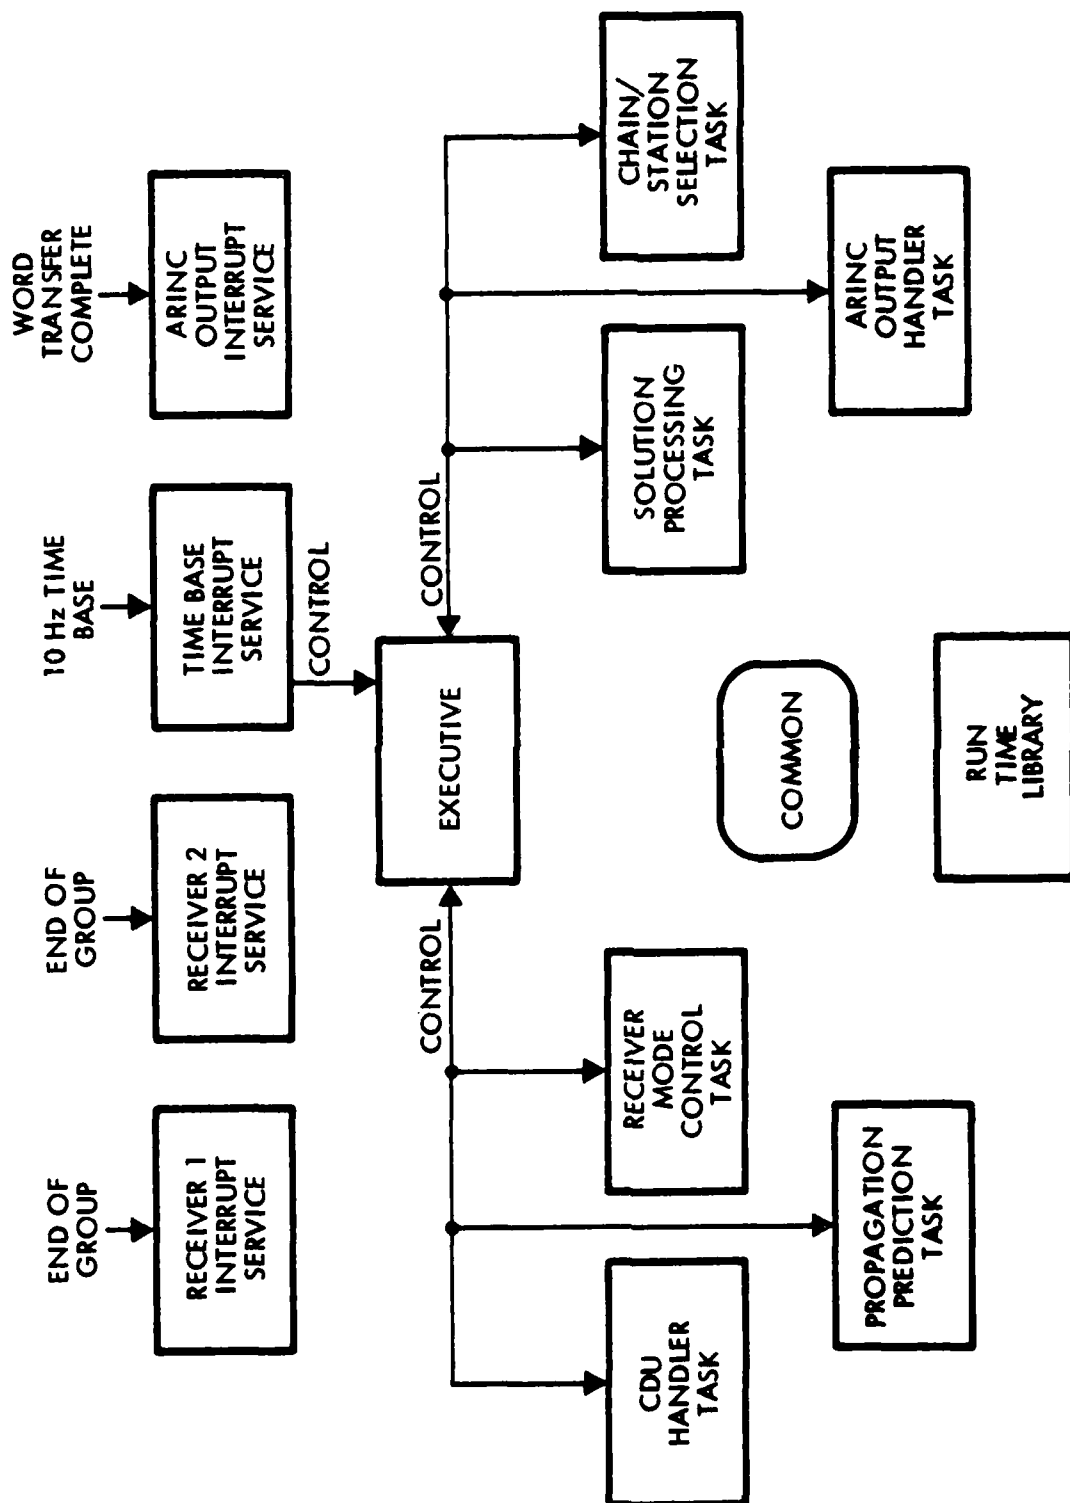 END OF
GROUP
END OF
GROUP
10 Hz TIME
BASE
WORD
TRANSFER
COMPLETE
RECEIVER 1
INTERRUPT
SERVICE
RECEIVER 2
INTERRUPT
SERVICE
TIME BASE
INTERRUPT
SERVICE
ARINC
OUTPUT
INTERRUPT
SERVICE
CONTROL
CONTROL
EXECUTIVE
CONTROL
CDU
HANDLER
TASK
RECEIVER
MODE
CONTROL
TASK
SOLUTION
PROCESSING
TASK
CHAIN/
STATION
SELECTION
TASK
COMMON
PROPAGATION
PREDICTION
TASK
ARINC
OUTPUT
HANDLER
TASK
RUN
TIME
LIBRARY